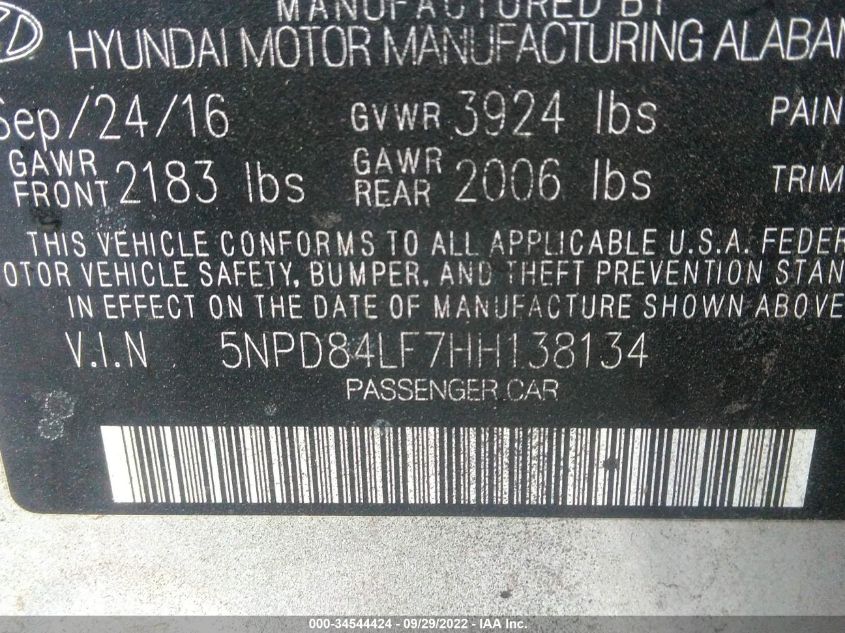 MANUFACTURED BY
HYUNDAI MOTOR MANUFACTURING ALABAM
Sep/24/16 GVWR 3924 lbs PAIN
GAWR FRONT 2183 lbs GAWR REAR 2006 lbs TRIM
THIS VEHICLE CONFORMS TO ALL APPLICABLE U.S.A. FEDER
OTOR VEHICLE SAFETY, BUMPER, AND THEFT PREVENTION STAN
IN EFFECT ON THE DATE OF MANUFACTURE SHOWN ABOVE
V.I.N 5NPD84LF7HH138134
PASSENGER CAR
000-34544424 - 09/29/2022 - IAA Inc.